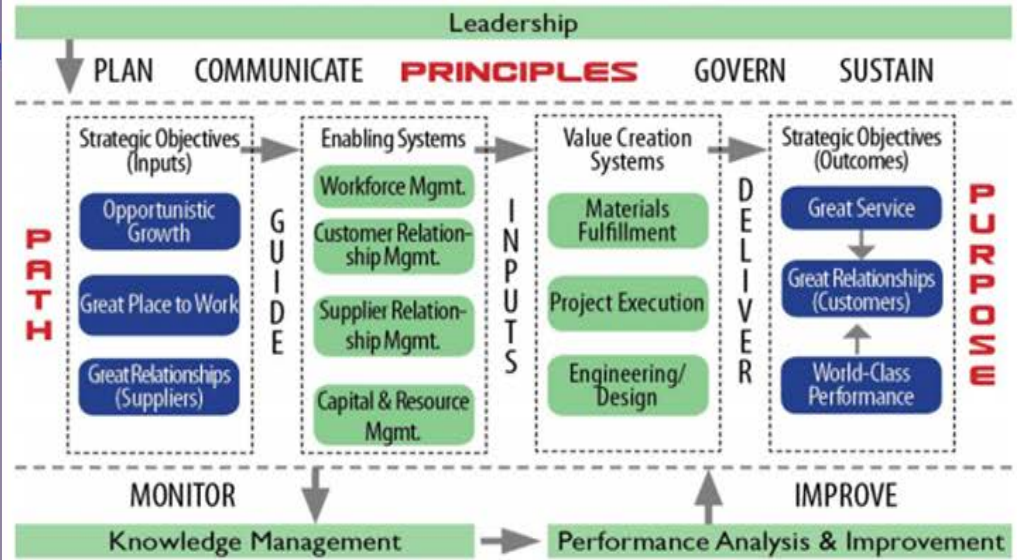 Leadership
PLAN COMMUNICATE PRINCIPLES GOVERN SUSTAIN
PATH
Strategic Objectives
(Inputs)
Opportunistic
Growth
Great Place to Work
Great Relationships
(Suppliers)
GUIDE
Enabling Systems
Workforce Mgmt.
Customer Relation-
ship Mgmt.
Supplier Relation-
ship Mgmt.
Capital & Resource
Mgmt.
INPUTS
Value Creation
Systems
Materials
Fulfillment
Project Execution
Engineering/
Design
DELIVER
Strategic Objectives
(Outcomes)
Great Service
Great Relationships
(Customers)
World-Class
Performance
PURPOSE
MONITOR IMPROVE
Knowledge Management Performance Analysis & Improvement